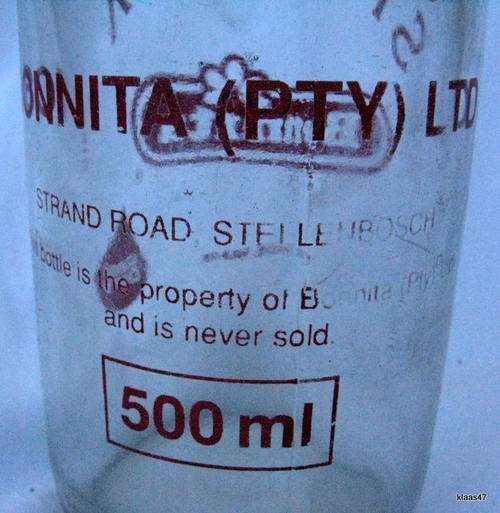 ONNITA (PTY) LTD
STRAND ROAD, STELLENBOSCH
bottle is the property of Bonnita (Pty)
and is never sold.
500 ml
klaas47